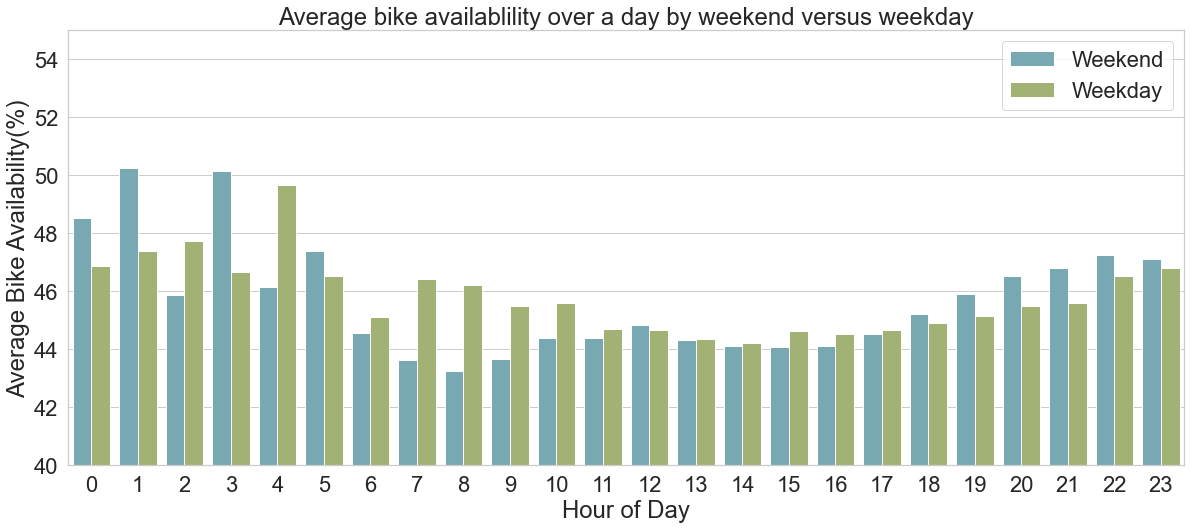 Average bike availablility over a day by weekend versus weekday
Weekend
Weekday
Average Bike Availability(%)
54
52
50
48
46
44
42
40
0 1 2 3 4 5 6 7 8 9 10 11 12 13 14 15 16 17 18 19 20 21 22 23
Hour of Day